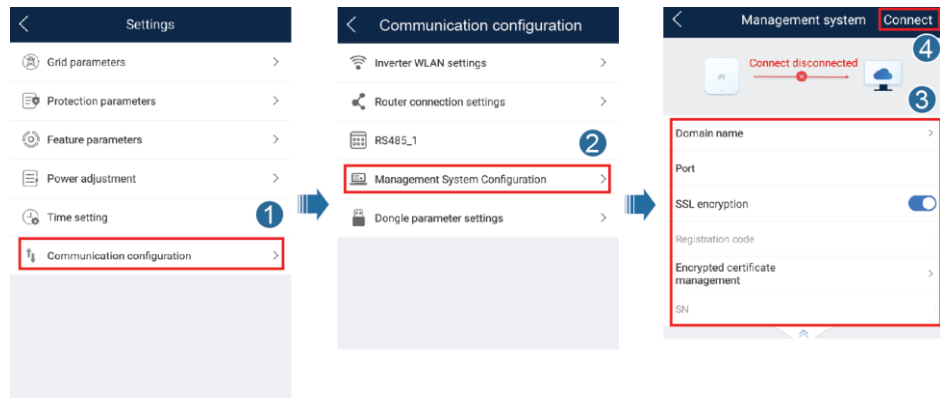 Settings
Grid parameters
Protection parameters
Feature parameters
Power adjustment
Time setting
1
Communication configuration
Communication configuration
Inverter WLAN settings
Router connection settings
RS485_1
2
Management System Configuration
Dongle parameter settings
Management system
Connect
4
Connect disconnected
3
Domain name
Port
SSL encryption
Registration code
Encrypted certificate
management
SN